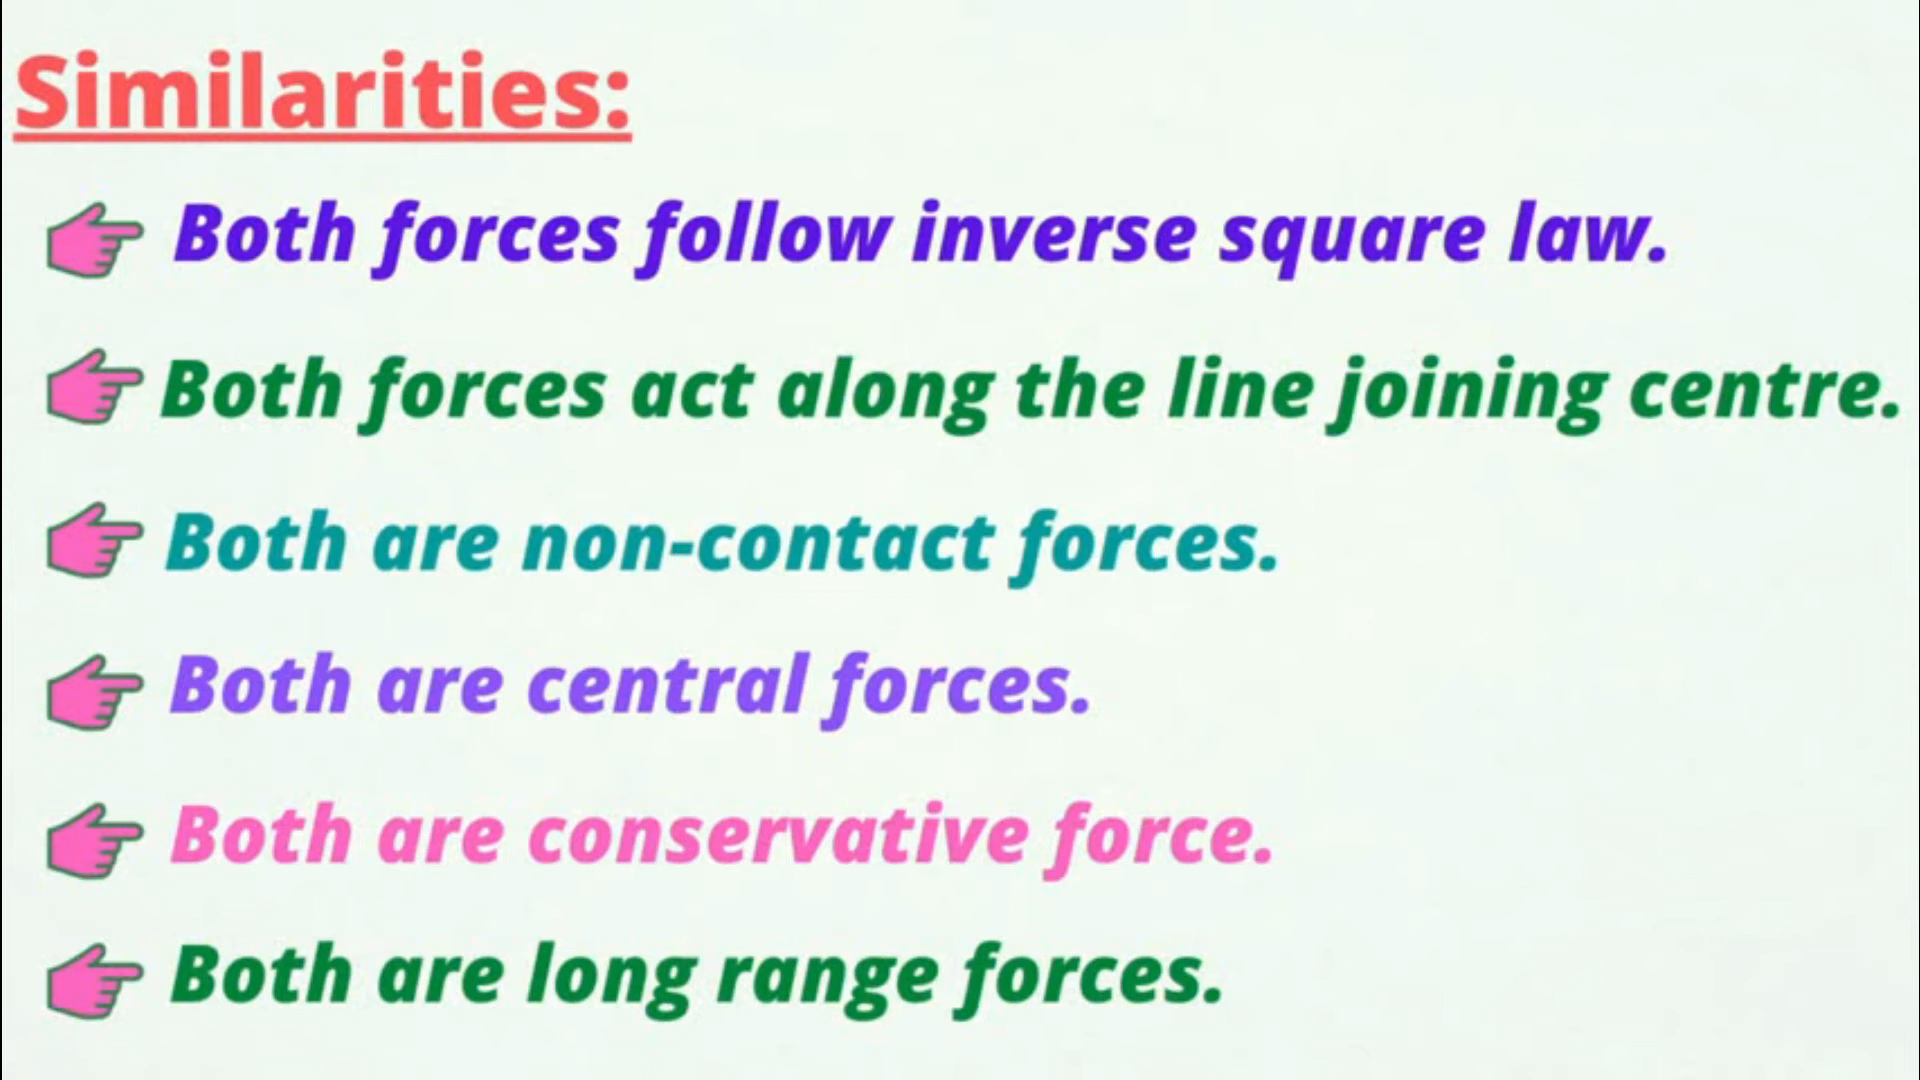 Similarities:
Both forces follow inverse square law.
Both forces act along the line joining centre.
Both are non-contact forces.
Both are central forces.
Both are conservative force.
Both are long range forces.